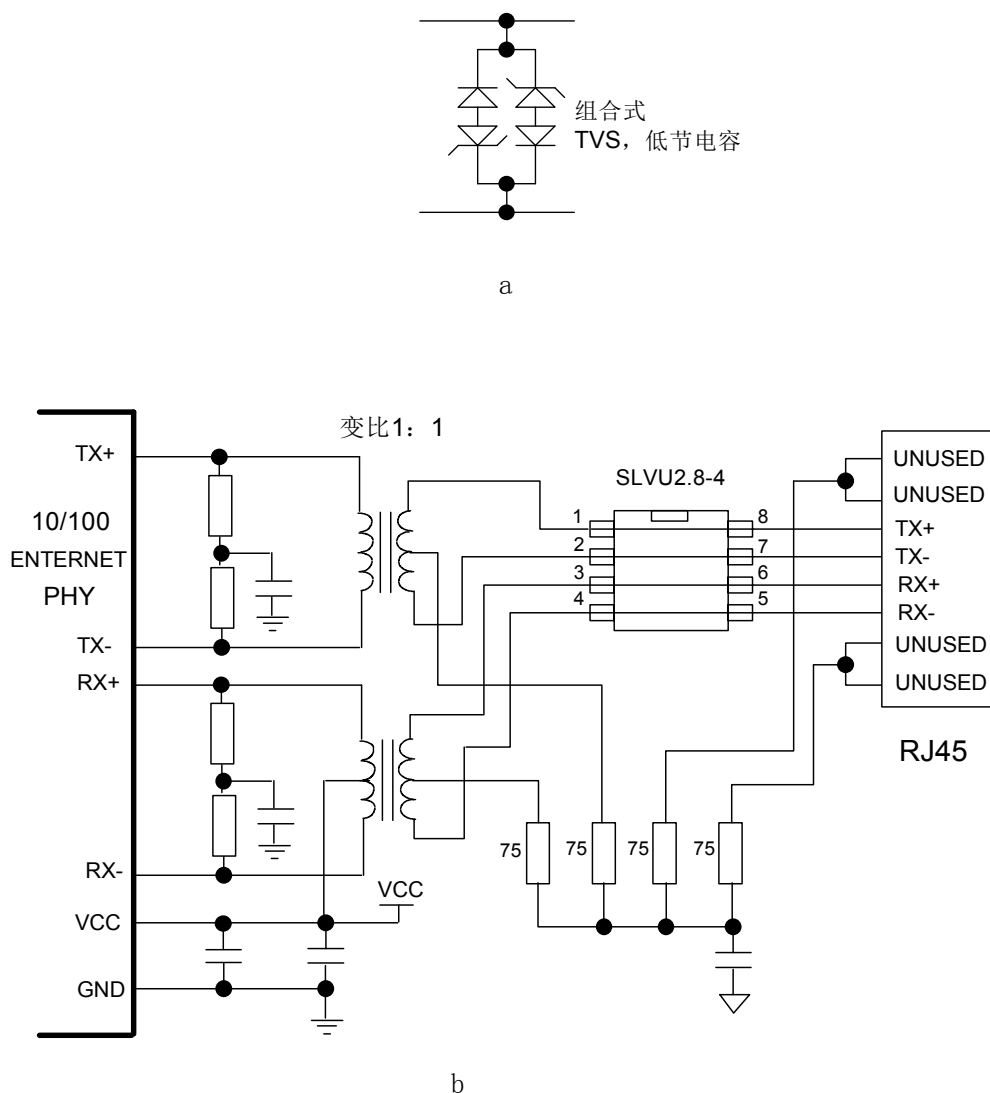 组合式
TVS，低节电容
a
变比1：1
TX+
10/100
ENTERNET
PHY
TX-
RX+
RX-
VCC
GND
VCC
SLVU2.8-4
1
2
3
4
8
7
6
5
UNUSED
UNUSED
TX+
TX-
RX+
RX-
UNUSED
UNUSED
RJ45
75
75
75
75
b